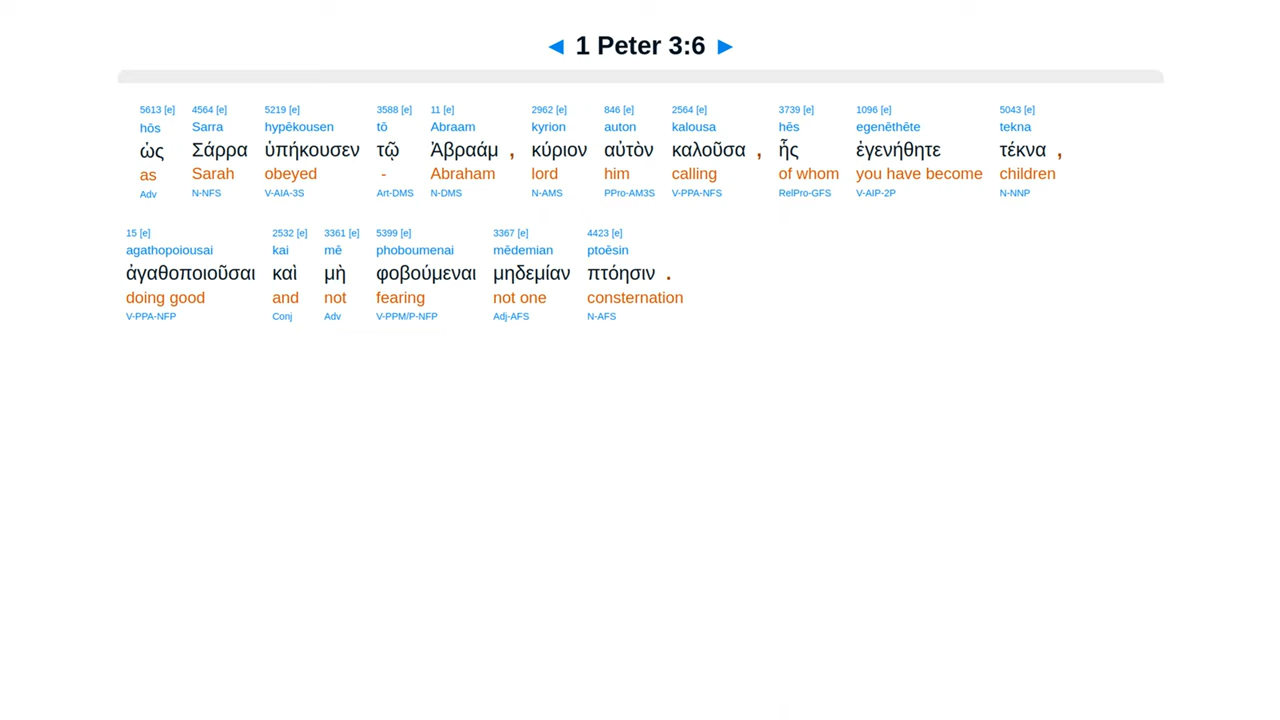 ◄ 1 Peter 3:6 ►
5613 [e] 4564 [e] 5219 [e] 3588 [e] 11 [e] 2962 [e] 846 [e] 2564 [e] 3739 [e] 1096 [e] 5043 [e]
hōs Sarra hypēkousen tō Abraam kyrion auton kalousa hēs egenēthēte tekna
ὡς Σάρρα ὑπήκουσεν τῷ Ἀβραάμ , κύριον αὐτὸν καλοῦσα , ἧς ἐγενήθητε τέκνα ,
as Sarah obeyed - Abraham lord him calling of whom you have become children
Adv N-NFS V-AIA-3S Art-DMS N-DMS N-AMS PPro-AM3S V-PPA-NFS RelPro-GFS V-AIP-2P N-NNP
15 [e] 2532 [e] 3361 [e] 5399 [e] 3367 [e] 4423 [e]
agathopoiousai kai mē phoboumenai mēdemian ptoēsin
ἀγαθοποιοῦσαι καὶ μὴ φοβούμεναι μηδεμίαν πτόησιν .
doing good and not fearing not one consternation
V-PPA-NFP Conj Adv V-PPM/P-NFP Adj-AFS N-AFS